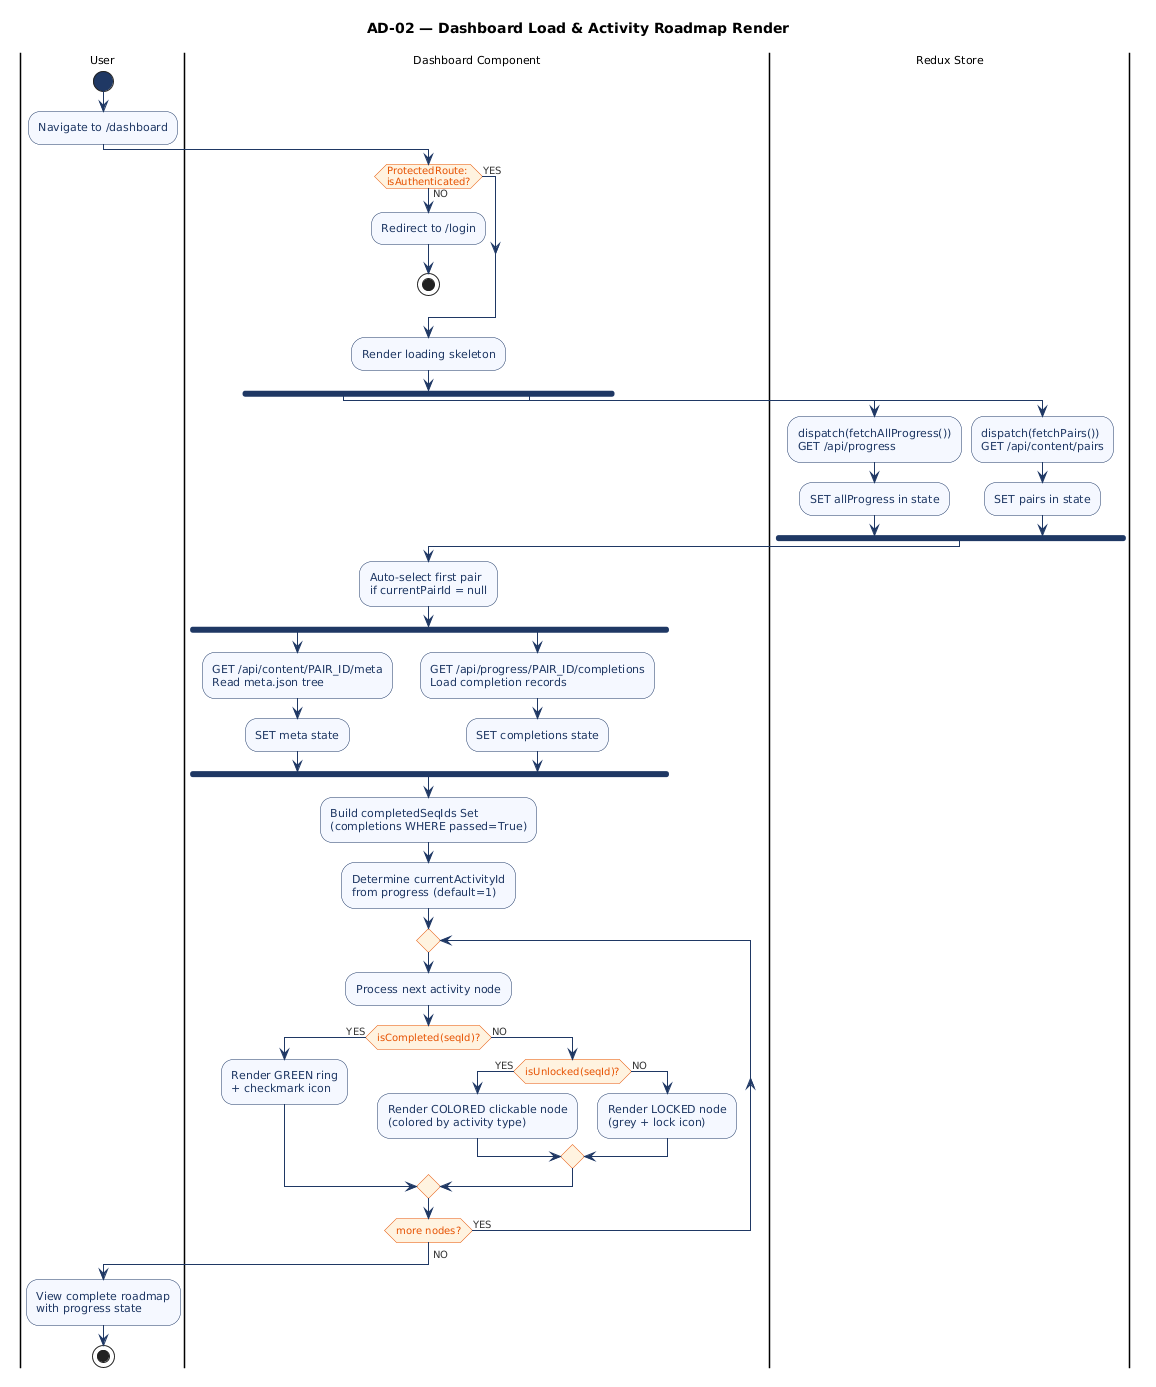 AD-02 — Dashboard Load & Activity Roadmap Render
User
Dashboard Component
Redux Store
Navigate to /dashboard
ProtectedRoute:
isAuthenticated?
YES
NO
Redirect to /login
Render loading skeleton
dispatch(fetchAllProgress())
GET /api/progress
dispatch(fetchPairs())
GET /api/content/pairs
SET allProgress in state
SET pairs in state
Auto-select first pair
if currentPairId = null
GET /api/content/PAIR_ID/meta
Read meta.json tree
GET /api/progress/PAIR_ID/completions
Load completion records
SET meta state
SET completions state
Build completedSeqIds Set
(completions WHERE passed=True)
Determine currentActivityId
from progress (default=1)
Process next activity node
YES
isCompleted(seqId)?
NO
Render GREEN ring
+ checkmark icon
YES
isUnlocked(seqId)?
NO
Render COLORED clickable node
(colored by activity type)
Render LOCKED node
(grey + lock icon)
more nodes?
YES
NO
View complete roadmap
with progress state